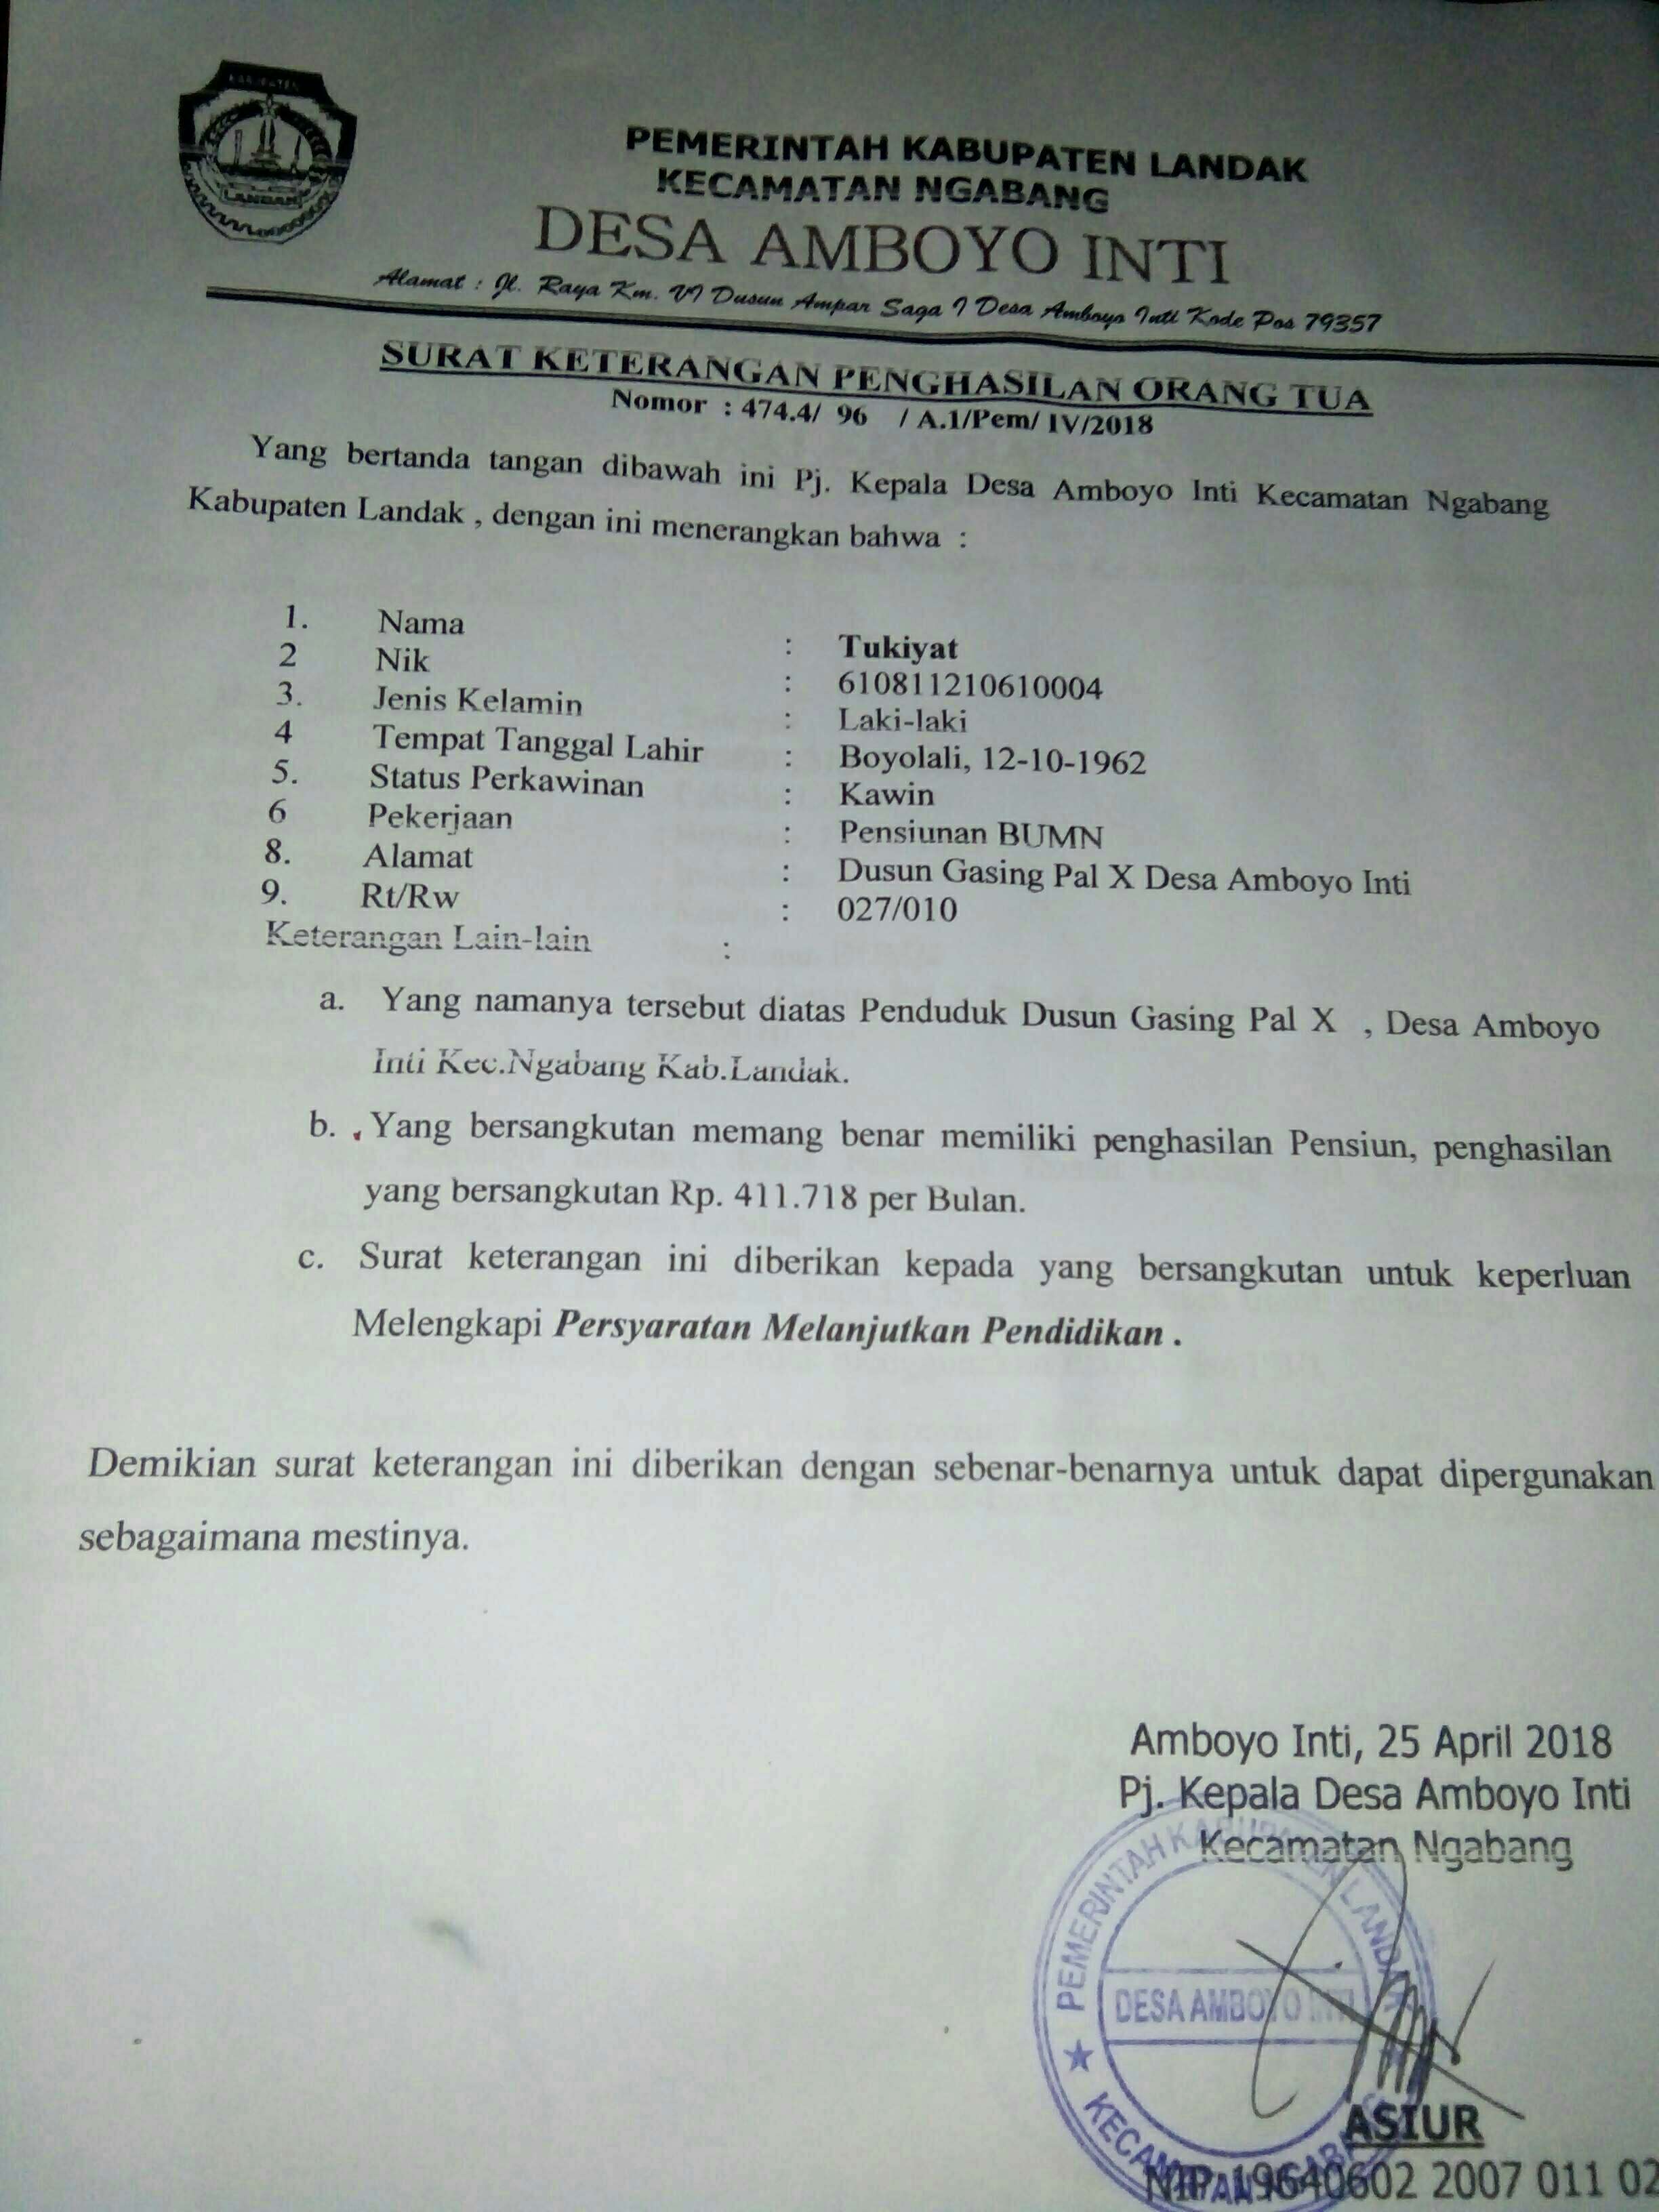 LANDAK
PEMERINTAH KABUPATEN LANDAK
KECAMATAN NGABANG
DESA AMBOYO INTI
Alamat : Jl. Raya Km. VI Dusun Ampar Saga I Desa Amboyo Inti Kode Pos 79357
SURAT KETERANGAN PENGHASILAN ORANG TUA
Nomor : 474.4/ 96 / A.1/Pem/ IV/2018
Yang bertanda tangan dibawah ini Pj. Kepala Desa Amboyo Inti Kecamatan Ngabang
Kabupaten Landak , dengan ini menerangkan bahwa :
1. Nama : Tukiyat
2 Nik : 610811210610004
3. Jenis Kelamin : Laki-laki
4 Tempat Tanggal Lahir : Boyolali, 12-10-1962
5. Status Perkawinan : Kawin
6 Pekerjaan : Pensiunan BUMN
8. Alamat : Dusun Gasing Pal X Desa Amboyo Inti
9. Rt/Rw : 027/010
Keterangan Lain-lain :
a. Yang namanya tersebut diatas Penduduk Dusun Gasing Pal X , Desa Amboyo
Inti Kec.Ngabang Kab.Landak.
b. Yang bersangkutan memang benar memiliki penghasilan Pensiun, penghasilan
yang bersangkutan Rp. 411.718 per Bulan.
c. Surat keterangan ini diberikan kepada yang bersangkutan untuk keperluan
Melengkapi Persyaratan Melanjutkan Pendidikan .
Demikian surat keterangan ini diberikan dengan sebenar-benarnya untuk dapat dipergunakan
sebagaimana mestinya.
Amboyo Inti, 25 April 2018
Pj. Kepala Desa Amboyo Inti
Kecamatan Ngabang
PEMERINTAH KABUPATEN LANDAK
DESA AMBOYO INTI
KECAMATAN NGABANG
ASIUR
NIP. 19640602 2007 011 02